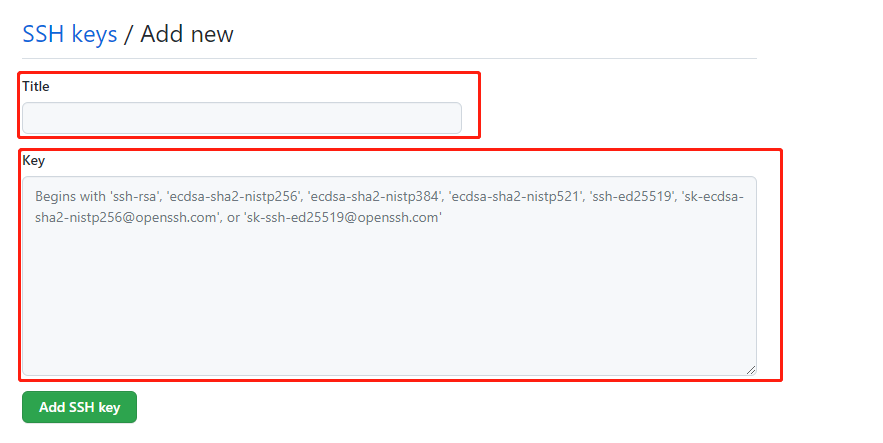 SSH keys / Add new
Title
Key
Begins with 'ssh-rsa', 'ecdsa-sha2-nistp256', 'ecdsa-sha2-nistp384', 'ecdsa-sha2-nistp521', 'ssh-ed25519', 'sk-ecdsa-
sha2-nistp256@openssh.com', or 'sk-ssh-ed25519@openssh.com'
Add SSH key